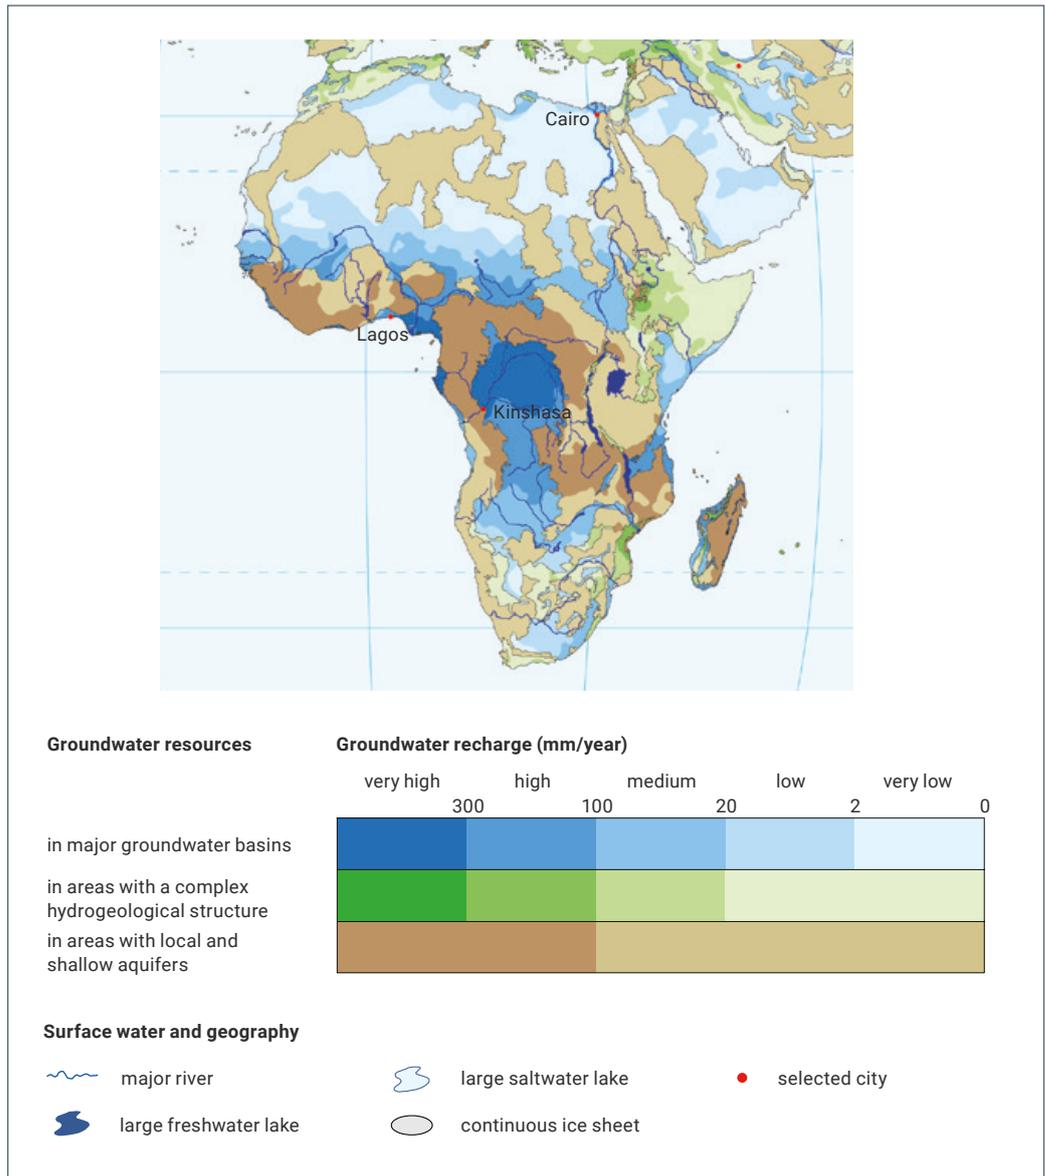 Cairo
Lagos
Kinshasa
Groundwater resources
Groundwater recharge (mm/year)
very high high medium low very low
300 100 20 2 0
in major groundwater basins
in areas with a complex
hydrogeological structure
in areas with local and
shallow aquifers
Surface water and geography
major river
large saltwater lake
selected city
large freshwater lake
continuous ice sheet